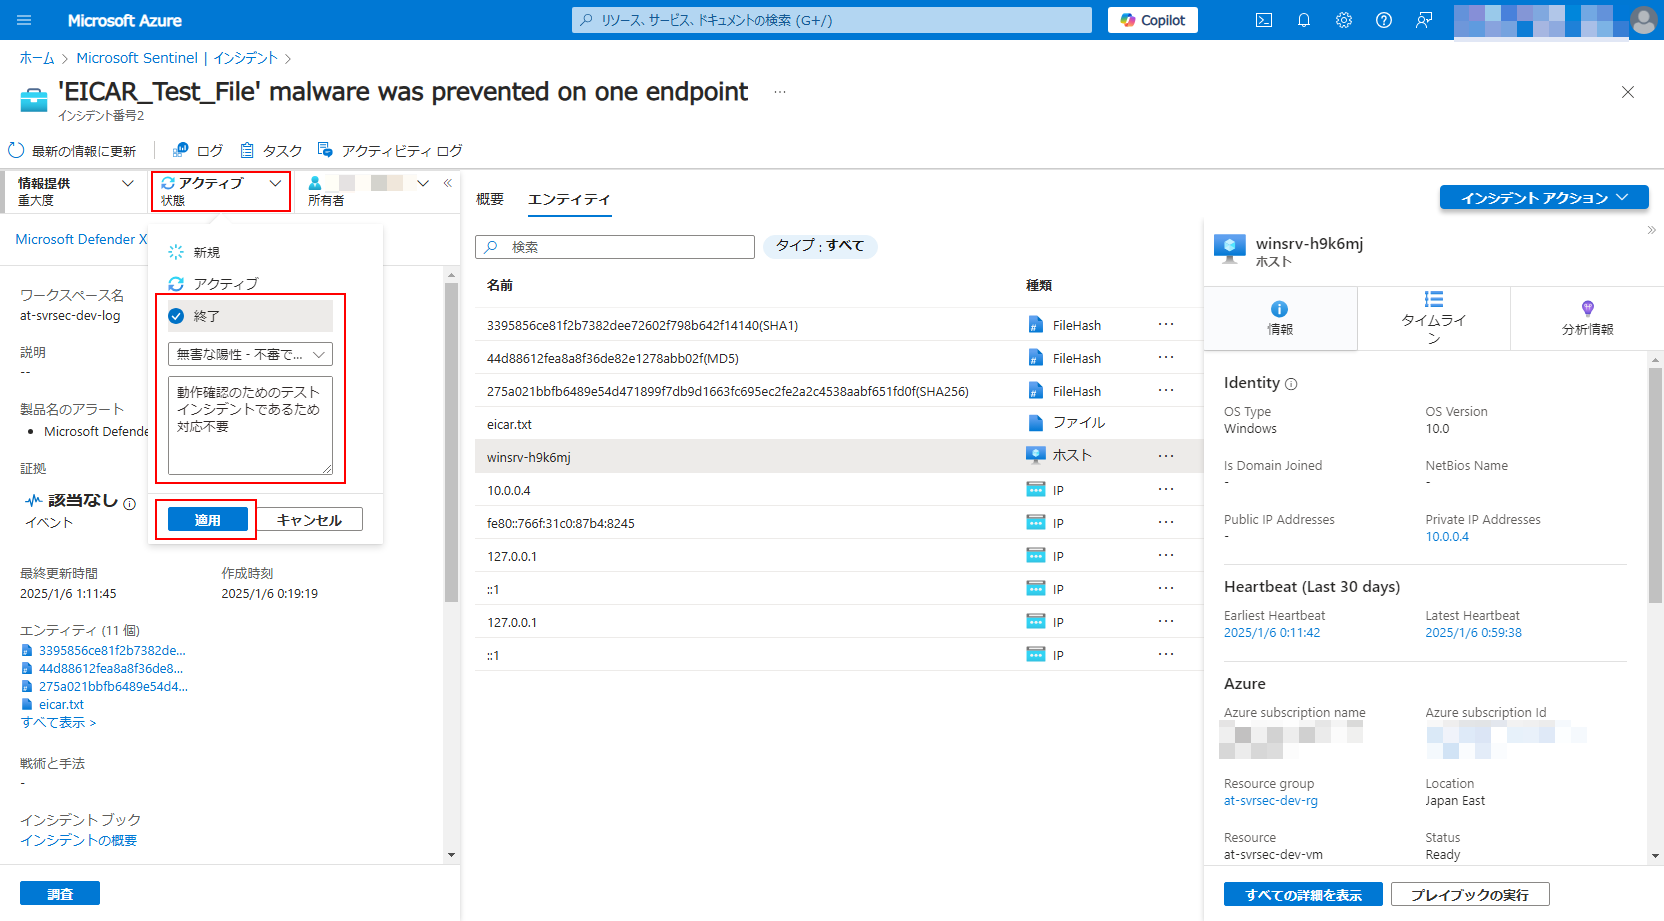 Microsoft Azure
リソース、サービス、ドキュメントの検索 (G+/)
Copilot
ホーム > Microsoft Sentinel | インシデント >
'EICAR_Test_File' malware was prevented on one endpoint ...
インシデント番号2
最新の情報に更新
ログ
タスク
アクティビティ ログ
情報提供
重大度
アクティブ
状態
所有者
Microsoft Defender X
新規
アクティブ
終了
無害な陽性 - 不審で...
動作確認のためのテスト
インシデントであるため
対応不要
適用
キャンセル
ワークスペース名
at-svrsec-dev-log
説明
--
製品名のアラート
• Microsoft Defende
証拠
該当なし
イベント
最終更新時間
2025/1/6 1:11:45
作成時刻
2025/1/6 0:19:19
エンティティ (11 個)
3395856ce81f2b7382de...
44d88612fea8a8f36de8...
275a021bbfb6489e54d4...
eicar.txt
すべて表示 >
戦術と手法
-
インシデント ブック
インシデントの概要
調査
概要
エンティティ
インシデント アクション
検索
タイプ : すべて
名前 種類
3395856ce81f2b7382dee72602f798b642f14140(SHA1) FileHash ...
44d88612fea8a8f36de82e1278abb02f(MD5) FileHash ...
275a021bbfb6489e54d471899f7db9d1663fc695ec2fe2a2c4538aabf651fd0f(SHA256) FileHash ...
eicar.txt ファイル
winsrv-h9k6mj ホスト ...
10.0.0.4 IP ...
fe80::766f:31c0:87b4:8245 IP ...
127.0.0.1 IP ...
::1 IP ...
127.0.0.1 IP ...
::1 IP ...
winsrv-h9k6mj
ホスト
情報
タイムライ
ン
分析情報
Identity
OS Type
Windows
OS Version
10.0
Is Domain Joined
-
NetBios Name
-
Public IP Addresses
-
Private IP Addresses
10.0.0.4
Heartbeat (Last 30 days)
Earliest Heartbeat
2025/1/6 0:11:42
Latest Heartbeat
2025/1/6 0:59:38
Azure
Azure subscription name
Azure subscription Id
Resource group
at-svrsec-dev-rg
Location
Japan East
Resource
at-svrsec-dev-vm
Status
Ready
すべての詳細を表示
プレイブックの実行